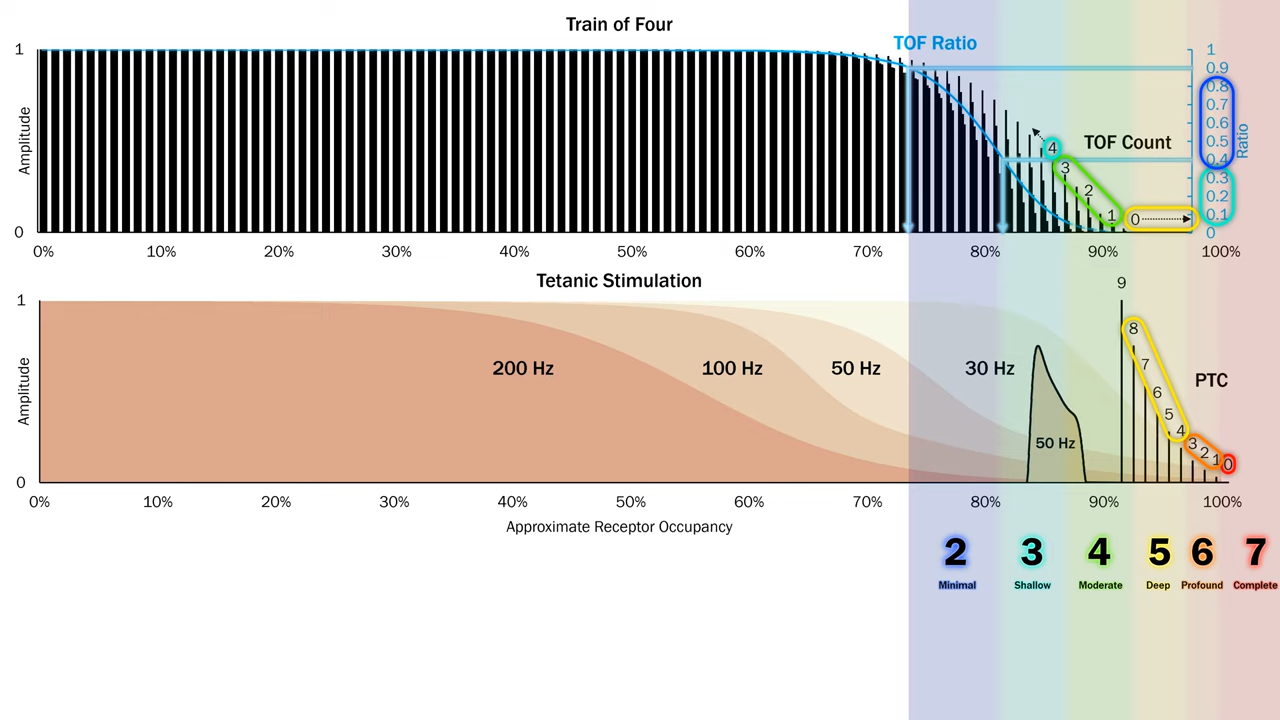 Train of Four
TOF Ratio
TOF Count
Amplitude
1
0
0% 10% 20% 30% 40% 50% 60% 70% 80% 90% 100%
4
3
2
1
0
1
0.9
0.8
0.7
0.6
0.5
0.4
0.3
0.2
0.1
0
Ratio
Tetanic Stimulation
Amplitude
1
0
200 Hz 100 Hz 50 Hz 30 Hz
50 Hz
9
8
7
6
5
4
3
2
1
0
PTC
0% 10% 20% 30% 40% 50% 60% 70% 80% 90% 100%
Approximate Receptor Occupancy
2 3 4 5 6 7
Minimal Shallow Moderate Deep Profound Complete